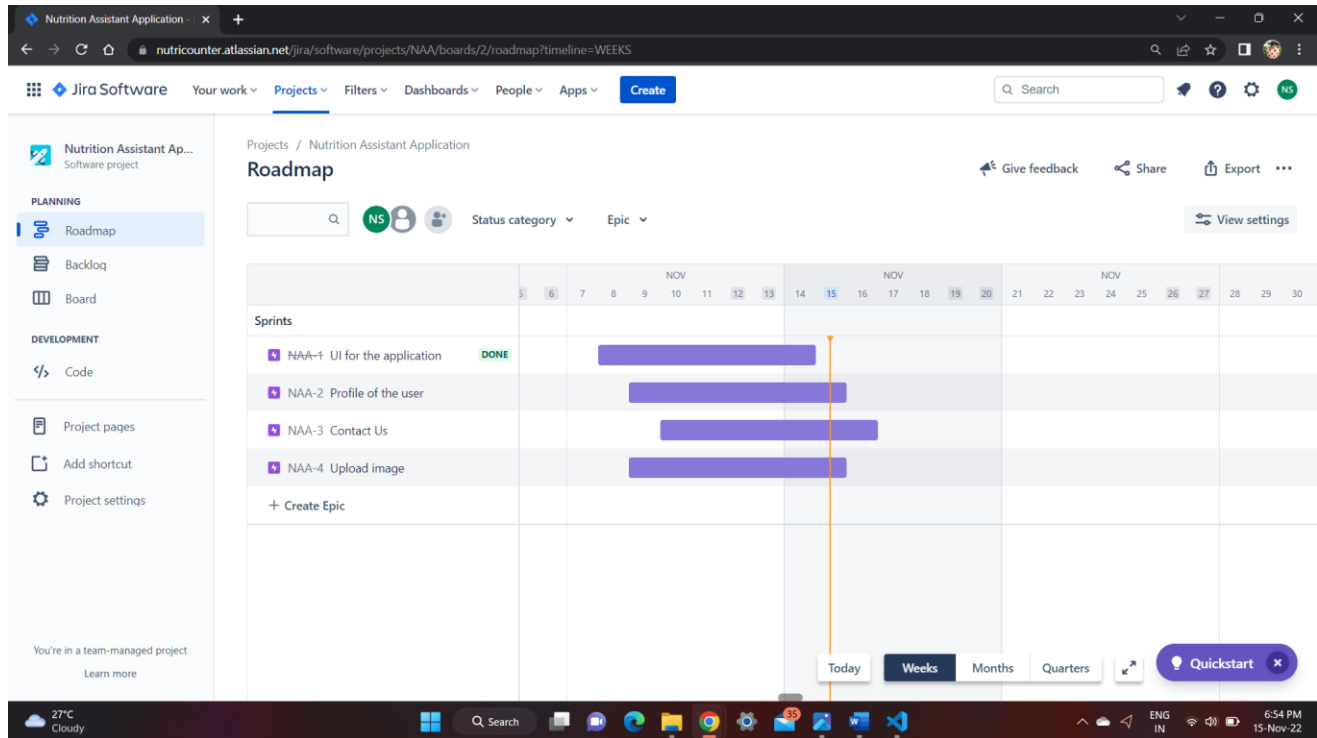 Nutrition Assistant Application -
nutricounter.atlassian.net/jira/software/projects/NAA/boards/2/roadmap?timeline=WEEKS
Jira Software Your work Projects Filters Dashboards People Apps Create Search NS
Nutrition Assistant Ap...
Software project
PLANNING
Roadmap
Backlog
Board
DEVELOPMENT
Code
Project pages
Add shortcut
Project settings
You're in a team-managed project
Learn more
Projects / Nutrition Assistant Application
Roadmap
Give feedback Share Export
NS Status category Epic View settings
NOV NOV NOV
5 6 7 8 9 10 11 12 13 14 15 16 17 18 19 20 21 22 23 24 25 26 27 28 29 30
Sprints
NAA-1 UI for the application DONE
NAA-2 Profile of the user
NAA-3 Contact Us
NAA-4 Upload image
+ Create Epic
Today Weeks Months Quarters Quickstart
27°C
Cloudy
Search
35
ENG
IN
6:54 PM
15-Nov-22